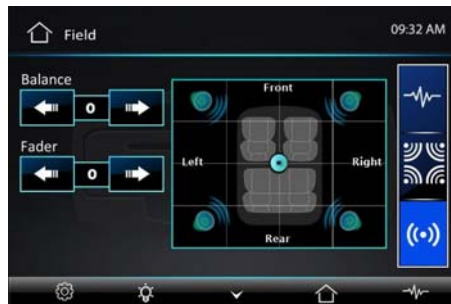 Field
09:32 AM
Balance
0
Fader
0
Front
Left
Right
Rear